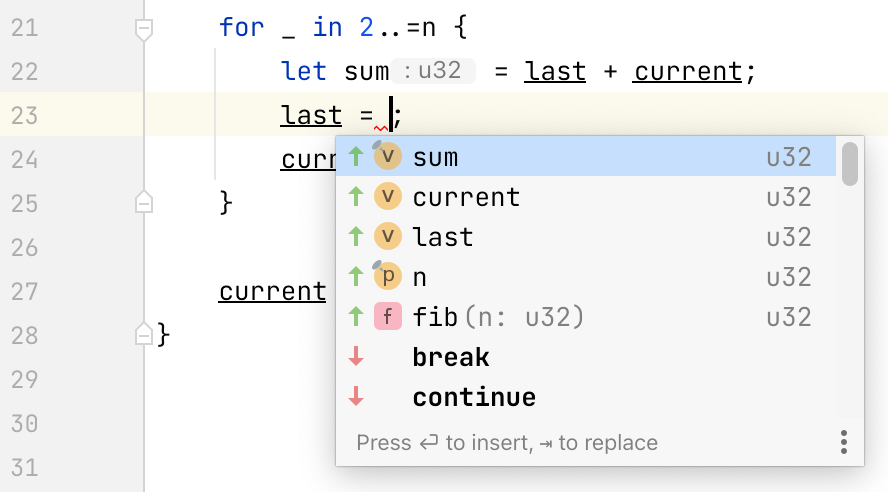 21 for _ in 2..=n {
22 let sum : u32 = last + current;
23 last = ;
24 curr
25 }
26
27 current
28 }
29
30
31
v sum u32
v current u32
v last u32
p n u32
f fib(n: u32) u32
break
continue
Press ⏎ to insert, ⇥ to replace